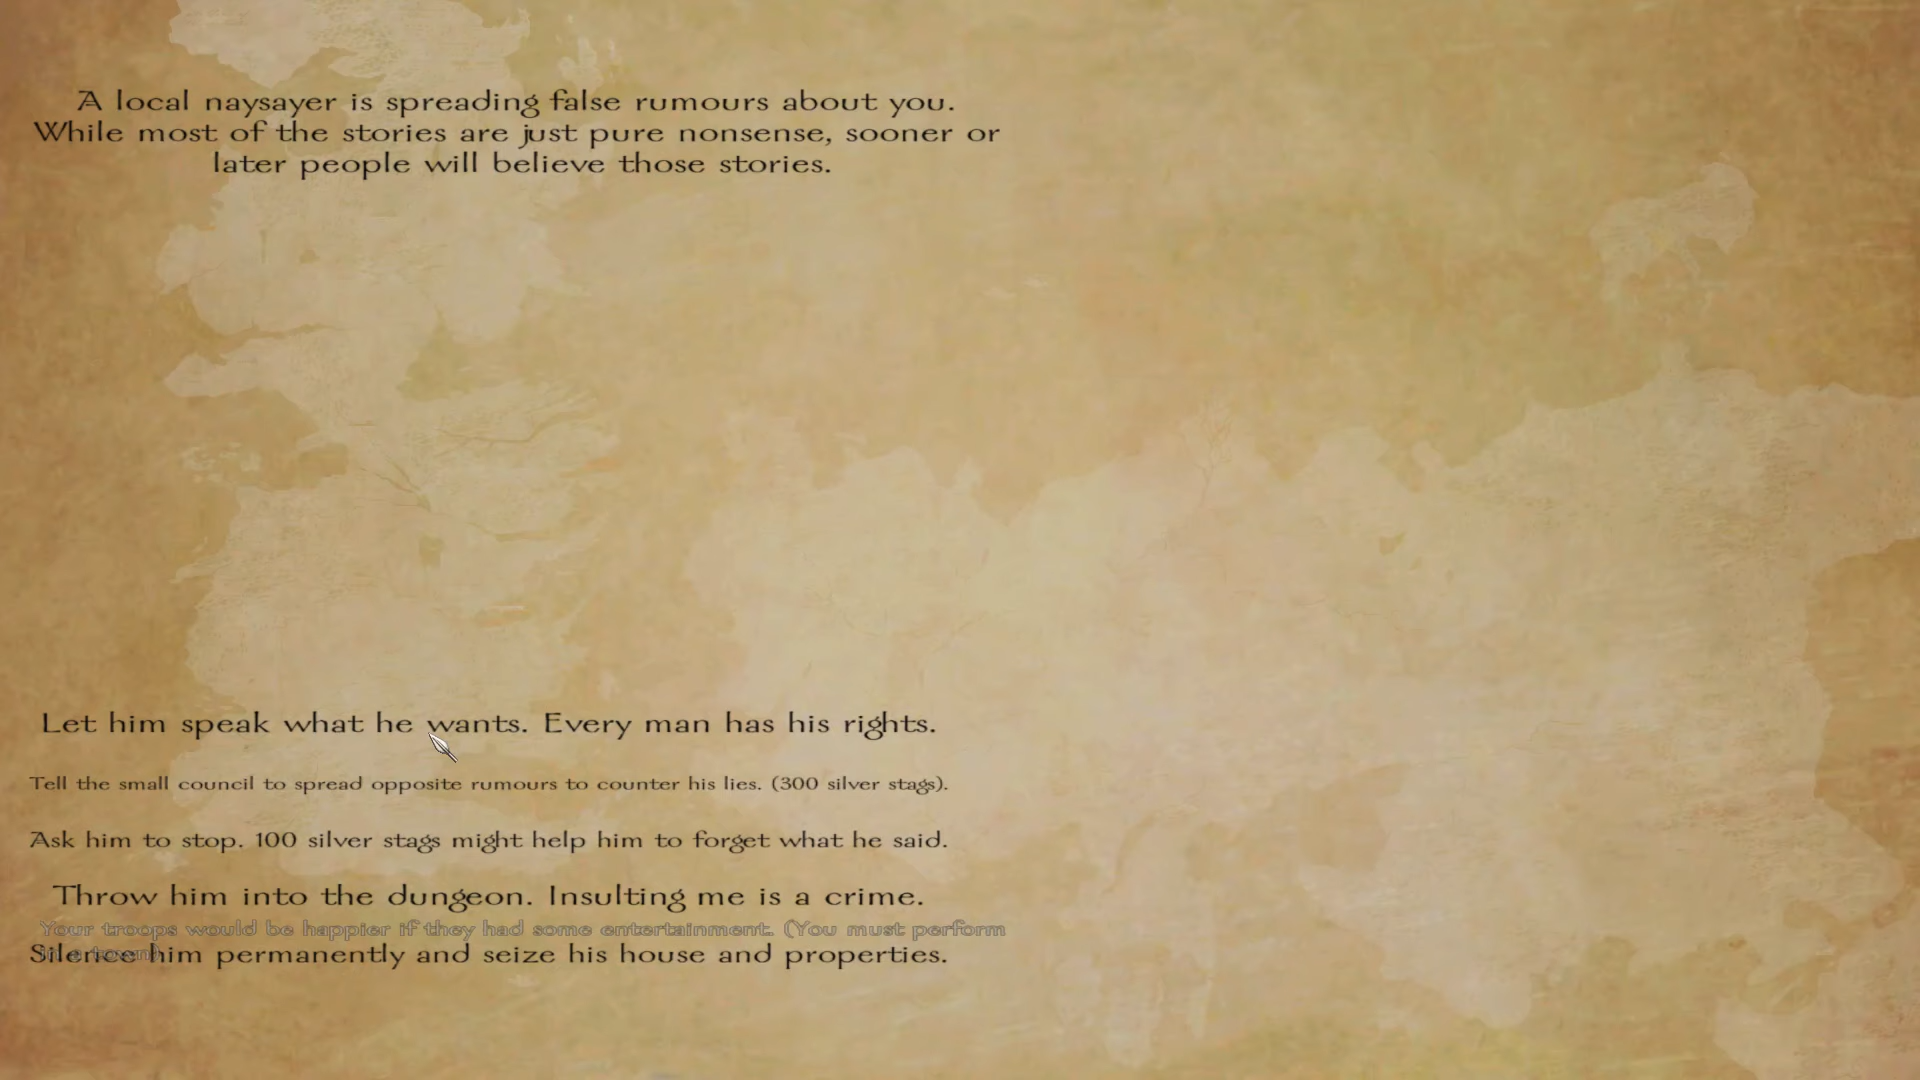 A local naysayer is spreading false rumours about you.
While most of the stories are just pure nonsense, sooner or
later people will believe those stories.
Let him speak what he wants. Every man has his rights.
Tell the small council to spread opposite rumours to counter his lies. (300 silver stags).
Ask him to stop. 100 silver stags might help him to forget what he said.
Throw him into the dungeon. Insulting me is a crime.
Your troops would be happier if they had some entertainment. (You must perform
Silence him permanently and seize his house and properties.